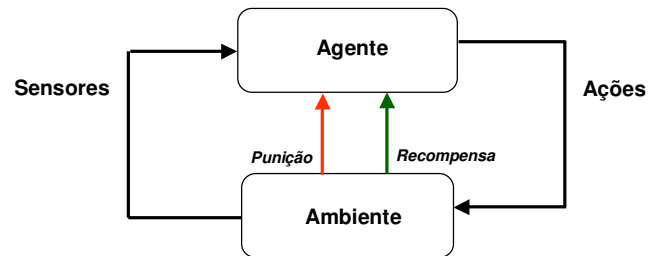 Agente
Sensores
Ações
Punição
Recompensa
Ambiente